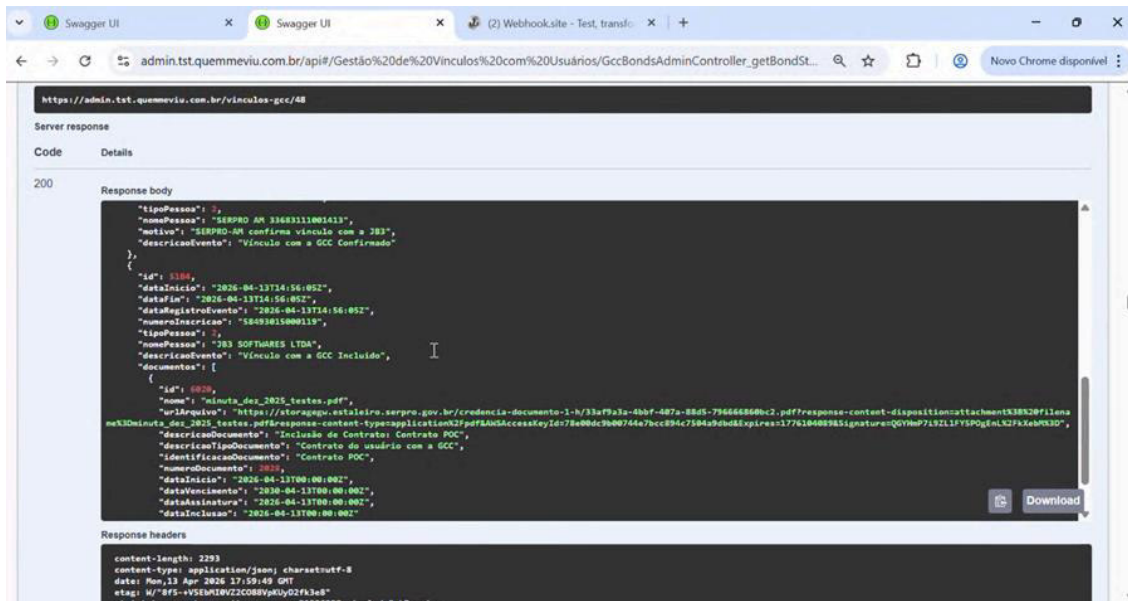 Swagger UI
Swagger UI
(2) Webhook.site - Test, transfo
admin.tst.quemmeviu.com.br/api#/Gestão%20de%20Vínculos%20com%20Usuários/GccBondsAdminController_getBondSt...
Novo Chrome disponível
https://admin.tst.quemmeviu.com.br/vinculos-gcc/48
Server response
Code Details
200
Response body
"tipoPessoa": 2,
"nomePessoa": "SERPRO AM 33683111001413",
"motivo": "SERPRO-AM confirma vinculo com a JB3",
"descricaoEvento": "Vínculo com a GCC Confirmado"
},
{
"id": 5184,
"dataInicio": "2026-04-13T14:56:05Z",
"dataFim": "2026-04-13T14:56:05Z",
"dataRegistroEvento": "2026-04-13T14:56:05Z",
"numeroInscricao": "58493015000119",
"tipoPessoa": 2,
"nomePessoa": "JB3 SOFTWARES LTDA",
"descricaoEvento": "Vínculo com a GCC Incluído",
"documentos": [
{
"id": 6020,
"nome": "minuta_dez_2025_testes.pdf",
"urlArquivo": "https://storagegw.estaleiro.serpro.gov.br/credencia-documento-1-h/33af9a3a-4bbf-407a-88d5-796666860bc2.pdf?response-content-disposition=attachment%3B%20filena
me%3Dminuta_dez_2025_testes.pdf&response-content-type=application%2Fpdf&AWSAccessKeyId=78e00dc9b00744e7bcc894c7504a9dbd&Expires=1776104089&Signature=QGYHmP7i9ZL1FYSPOgEnL%2FkXebM%3D",
"descricaoDocumento": "Inclusão de Contrato: Contrato POC",
"descricaoTipoDocumento": "Contrato do usuário com a GCC",
"identificacaoDocumento": "Contrato POC",
"numeroDocumento": 2028,
"dataInicio": "2026-04-13T00:00:00Z",
"dataVencimento": "2030-04-13T00:00:00Z",
"dataAssinatura": "2026-04-13T00:00:00Z",
"dataInclusao": "2026-04-13T00:00:00Z"
Download
Response headers
content-length: 2293
content-type: application/json; charset=utf-8
date: Mon,13 Apr 2026 17:59:49 GMT
etag: W/"8f5-+VSEbMI0VZ2CO88VpKUyD2fk3e8"